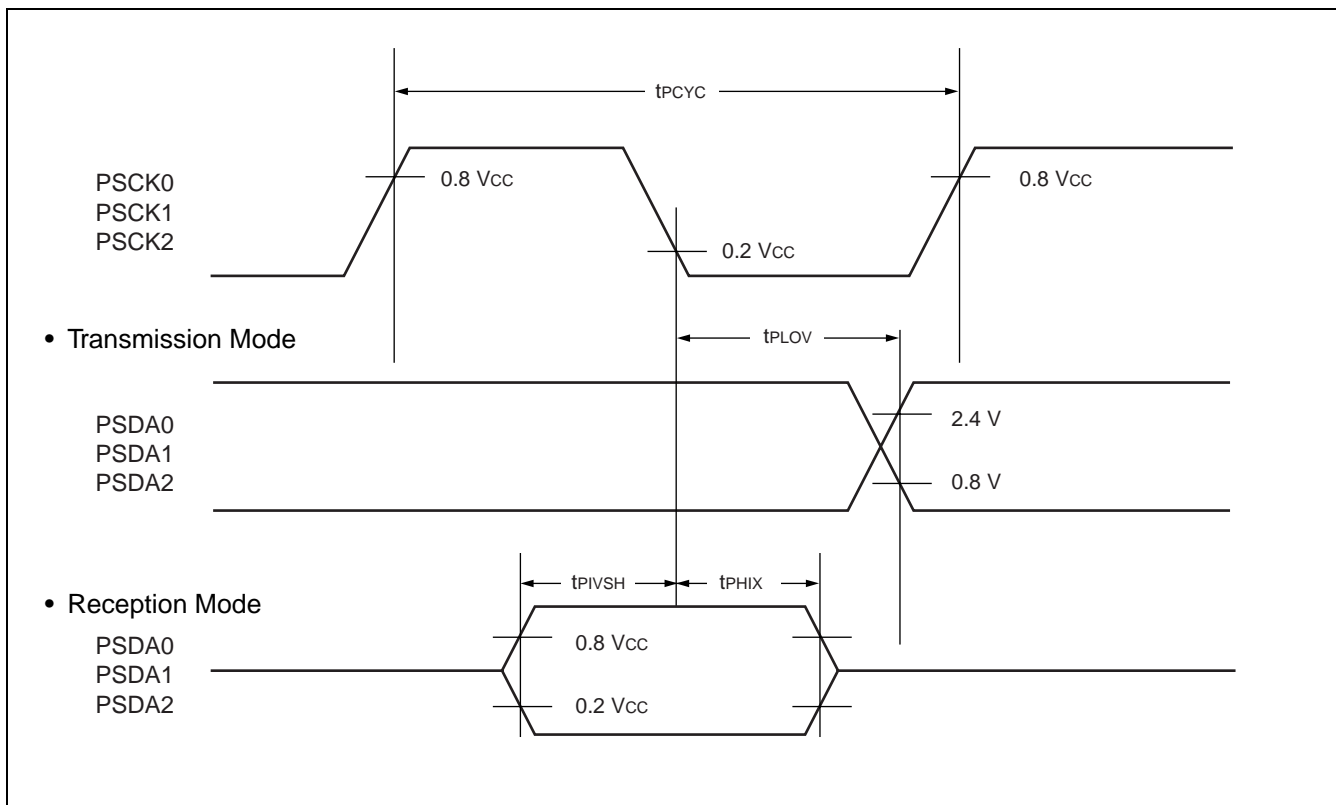 tPCYC
PSCK0
PSCK1
PSCK2
0.8 VCC
0.2 VCC
0.8 VCC
• Transmission Mode
tPLOV
PSDA0
PSDA1
PSDA2
2.4 V
0.8 V
• Reception Mode
tPIVSH
tPHIX
PSDA0
PSDA1
PSDA2
0.8 VCC
0.2 VCC